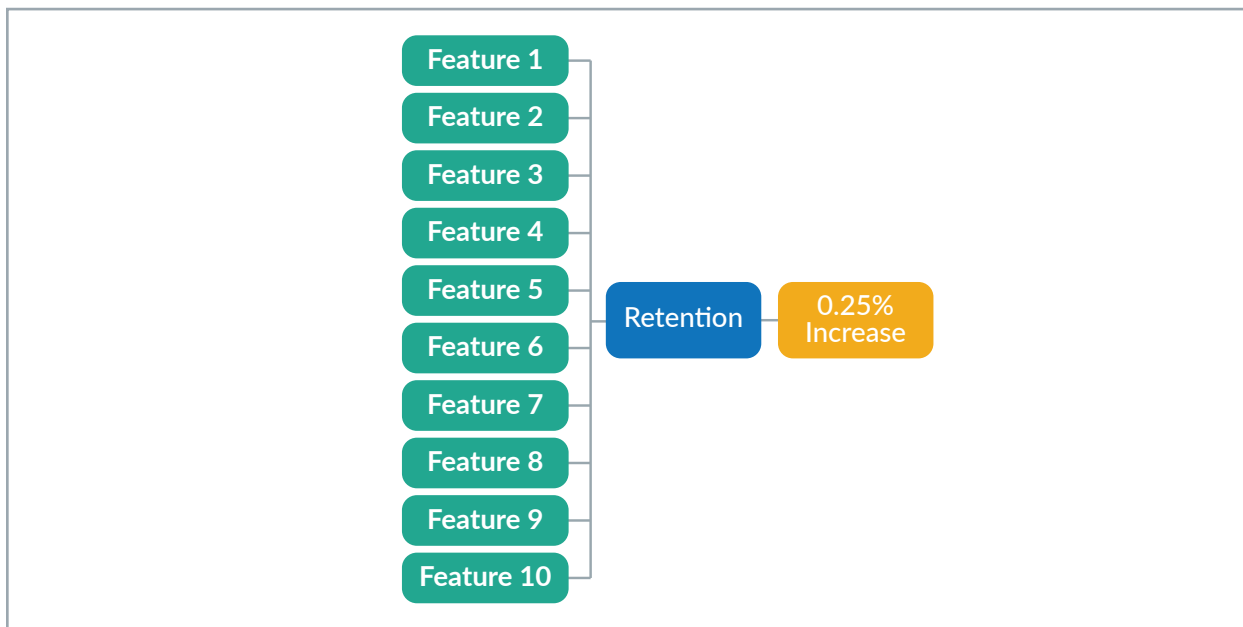 Feature 1
Feature 2
Feature 3
Feature 4
Feature 5
Feature 6
Feature 7
Feature 8
Feature 9
Feature 10
Retention
0.25%
Increase